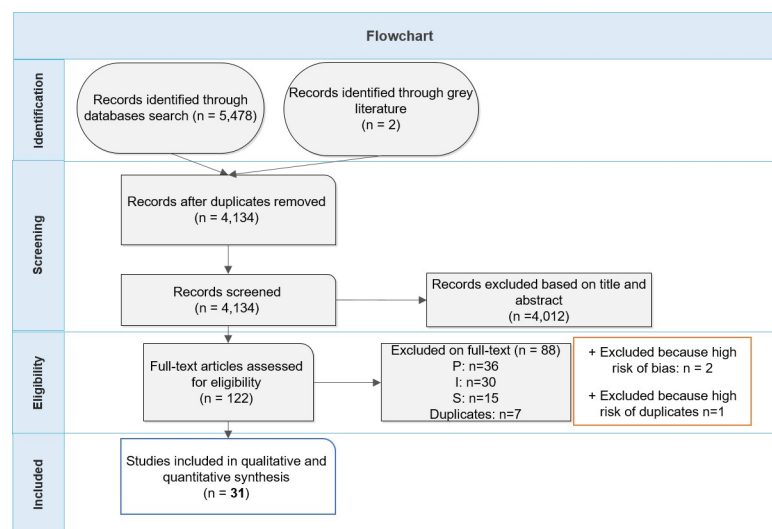 Flowchart
Identification
Records identified through
databases search (n = 5,478)
Records identified through grey
literature
(n = 2)
Screening
Records after duplicates removed
(n = 4,134)
Records screened
(n = 4,134)
Records excluded based on title and
abstract
(n =4,012)
Eligibility
Full-text articles assessed
for eligibility
(n = 122)
Excluded on full-text (n = 88)
P: n=36
I: n=30
S: n=15
Duplicates: n=7
+ Excluded because high
risk of bias: n = 2
+ Excluded because high
risk of duplicates n=1
Included
Studies included in qualitative and
quantitative synthesis
(n = 31)